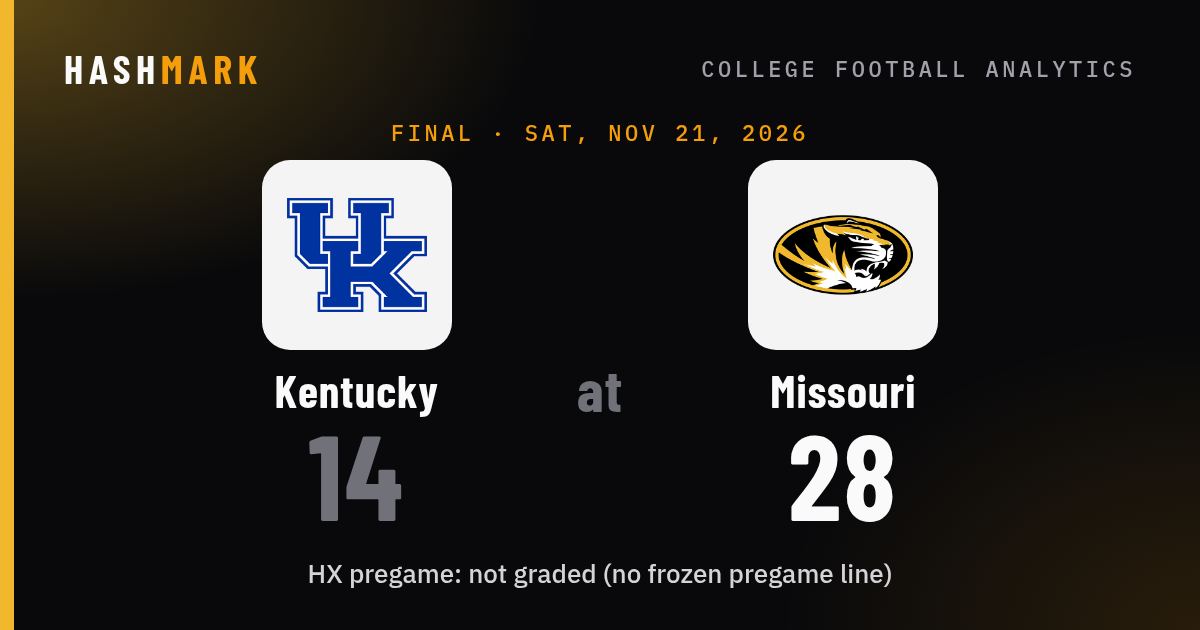 HASHMARK
COLLEGE FOOTBALL ANALYTICS
FINAL · SAT, NOV 21, 2026
UK
Kentucky at Missouri
14 28
HX pregame: not graded (no frozen pregame line)